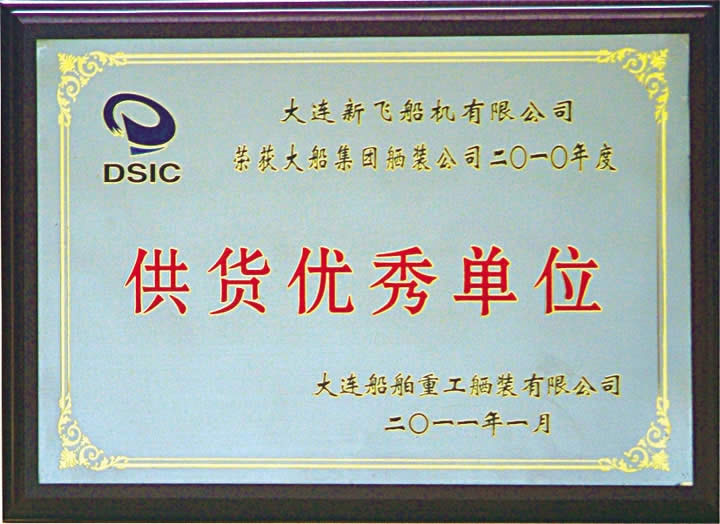 DSIC
大连新飞船机有限公司
荣获大船集团舾装公司二〇一〇年度
供货优秀单位
大连船舶重工舾装有限公司
二〇一一年一月